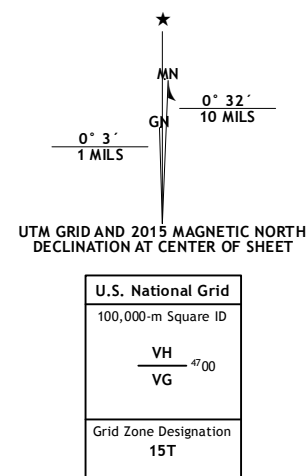 MN
0° 32´
10 MILS
GN
0° 3´
1 MILS
UTM GRID AND 2015 MAGNETIC NORTH
DECLINATION AT CENTER OF SHEET
U.S. National Grid
100,000-m Square ID
VH
4700
VG
Grid Zone Designation
15T